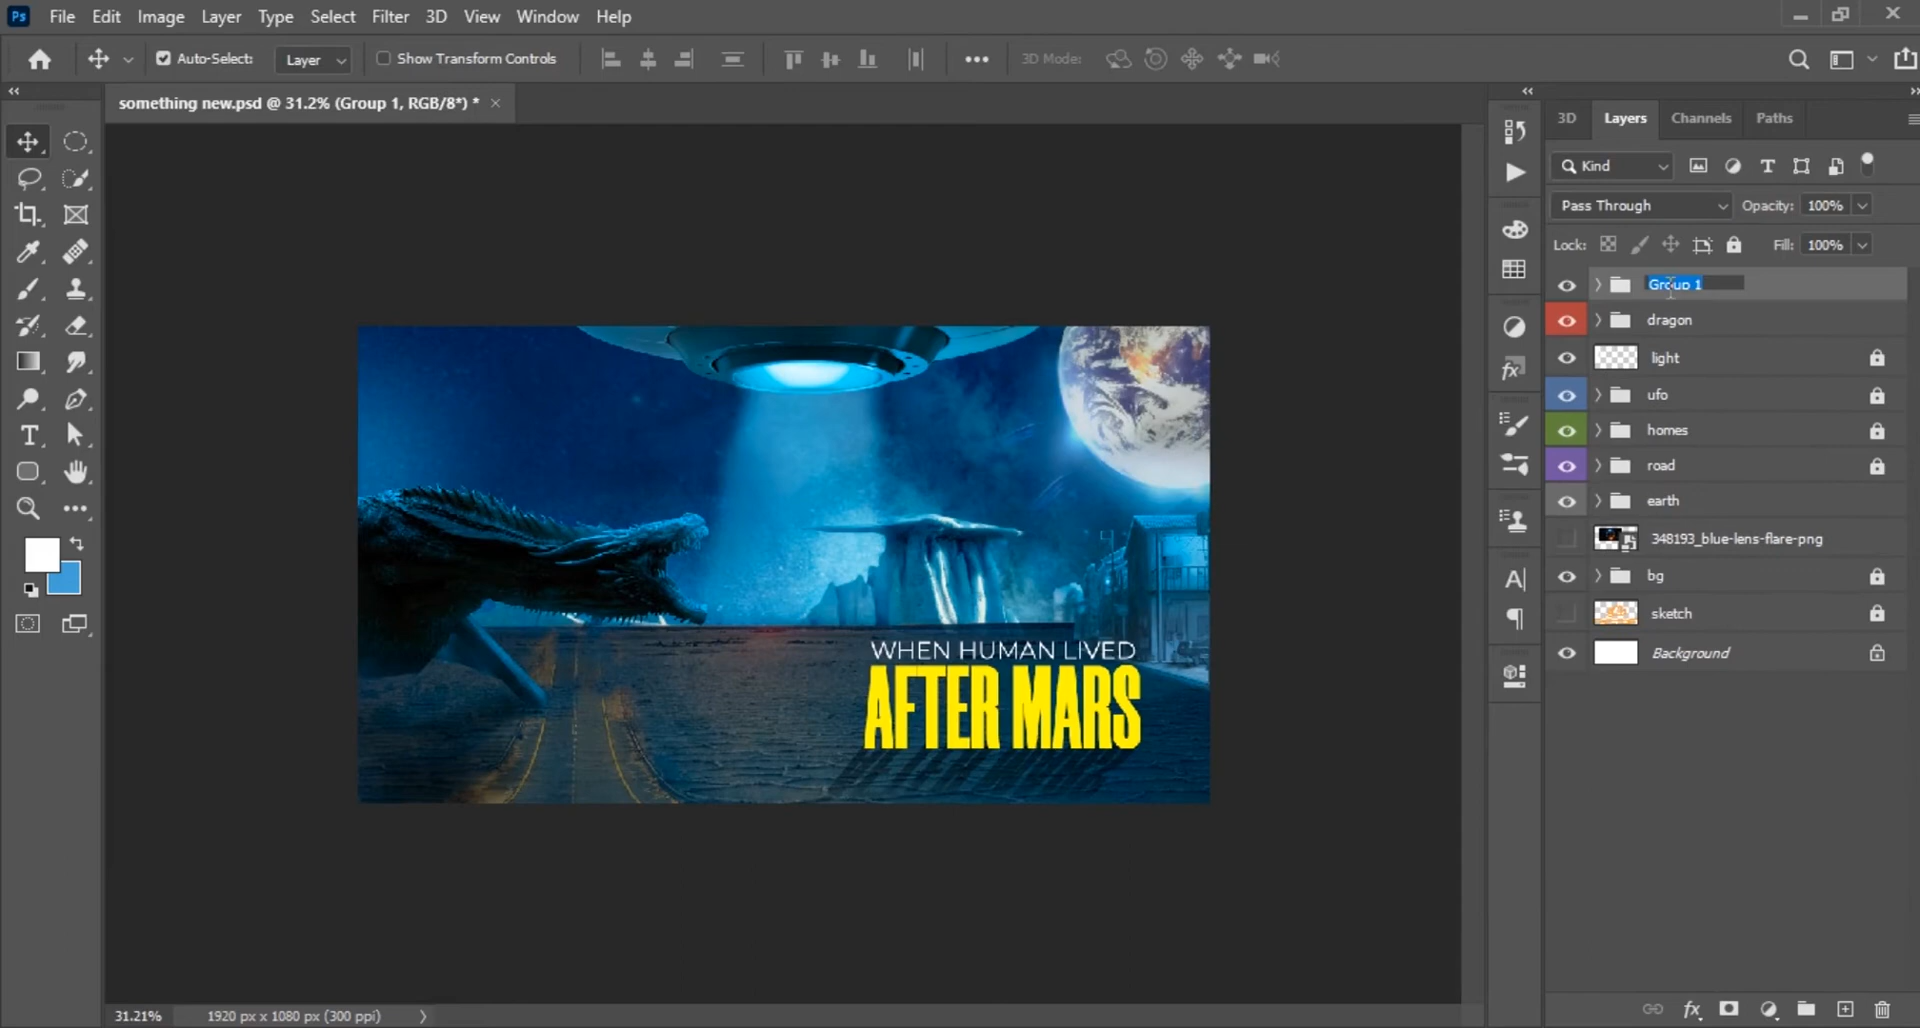 Ps File Edit Image Layer Type Select Filter 3D View Window Help
Auto-Select: Layer Show Transform Controls 3D Mode:
something new.psd @ 31.2% (Group 1, RGB/8*) * ×
3D Layers Channels Paths
Kind
Pass Through Opacity: 100%
Lock: Fill: 100%
Group 1
dragon
light
ufo
homes
road
earth
348193_blue-lens-flare-png
bg
sketch
Background
WHEN HUMAN LIVED
AFTER MARS
31.21% 1920 px x 1080 px (300 ppi)